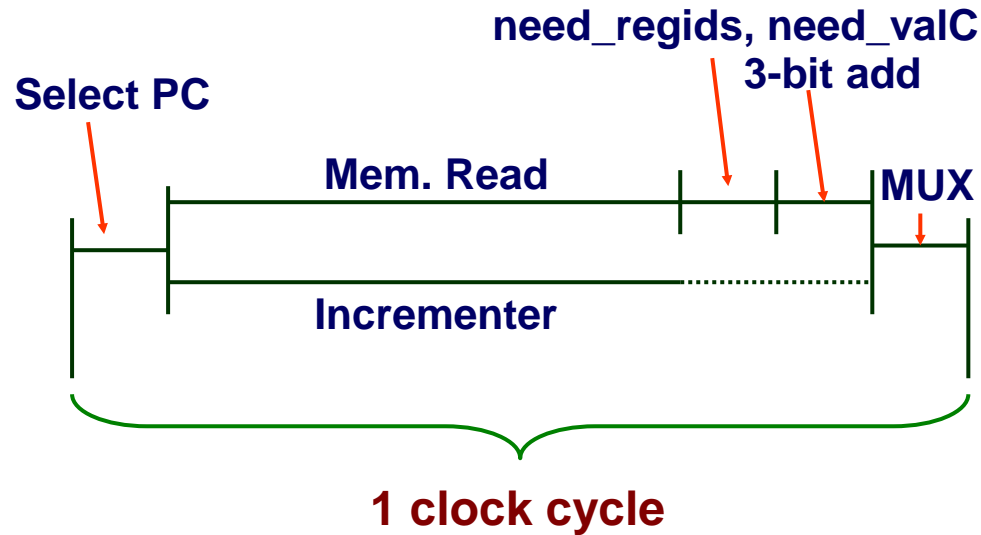 need_regids, need_valC
3-bit add
Select PC
Mem. Read
MUX
Incrementer
1 clock cycle